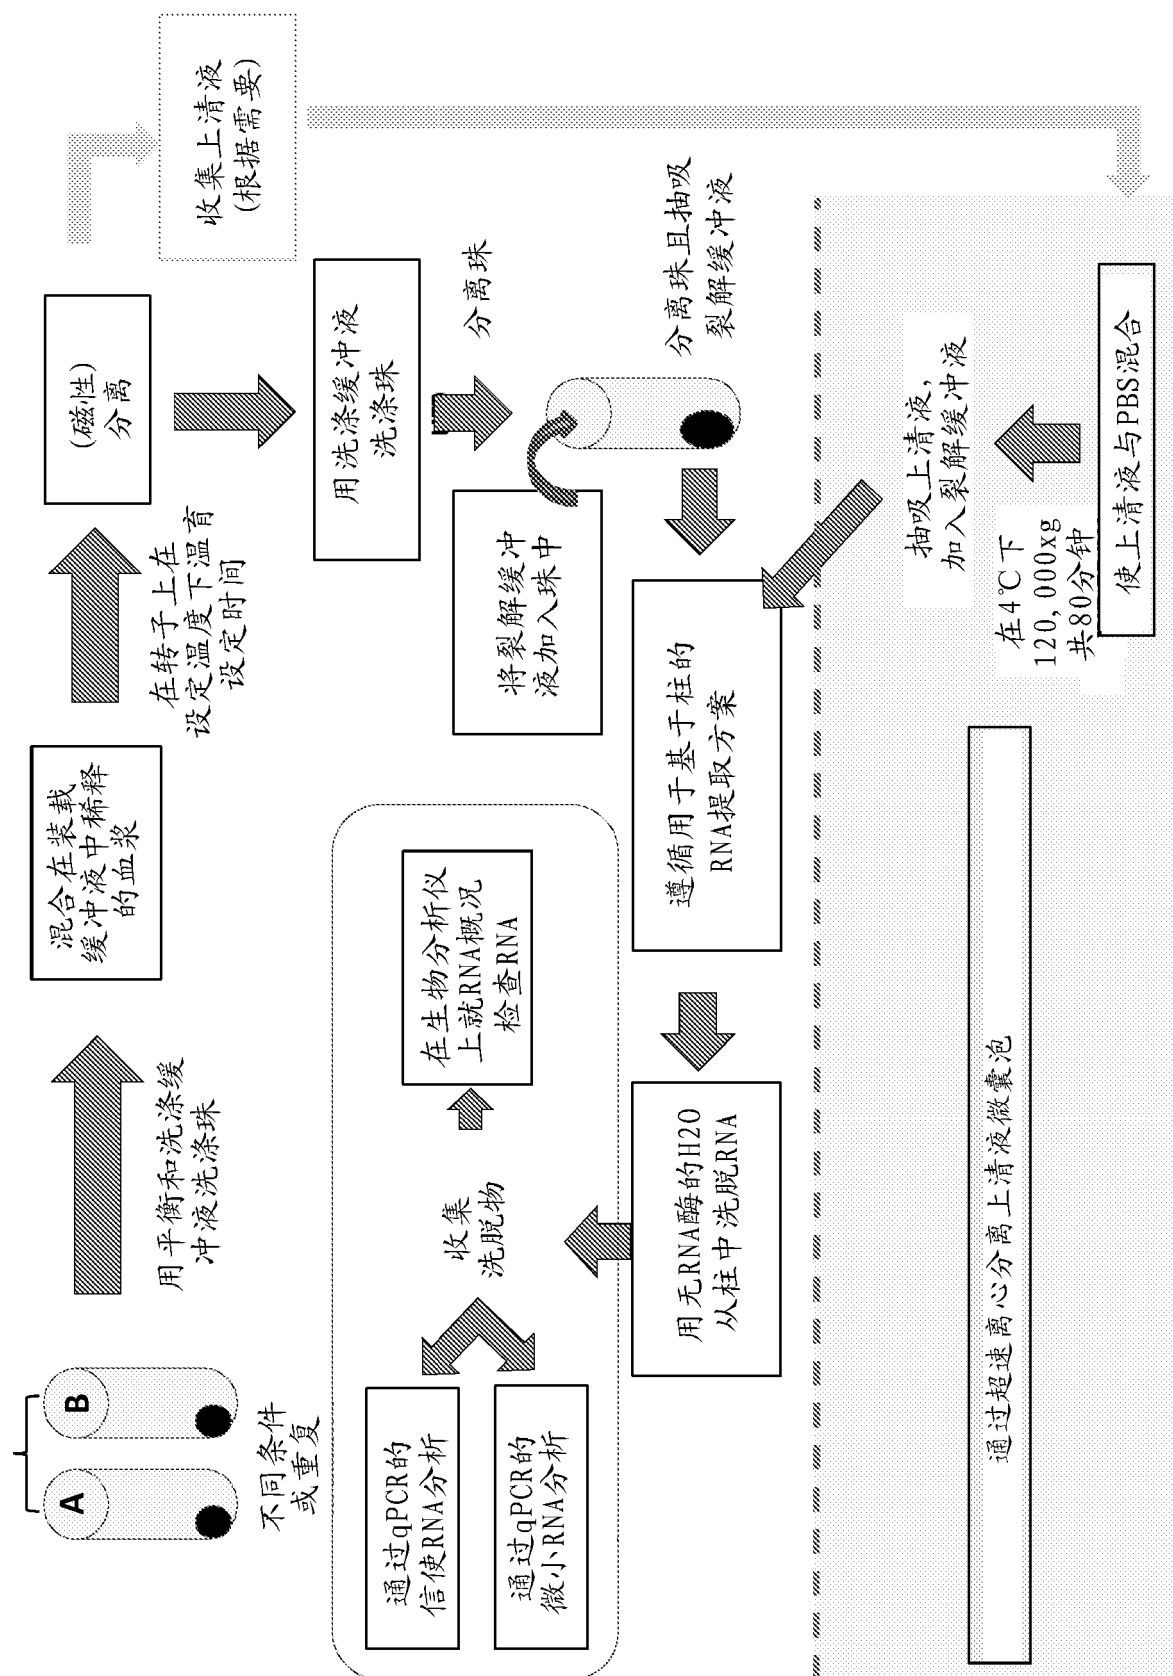 A
B
不同条件
或重复
用平衡和洗涤缓
冲液洗涤珠
混合在装载
缓冲液中稀释
的血浆
在转子上在
设定温度下温育
设定时间
(磁性)
分离
收集上清液
(根据需要)
用洗涤缓冲液
洗涤珠
分离珠
将裂解缓冲
液加入珠中
分离珠且抽吸
裂解缓冲液
遵循用于基于柱的
RNA提取方案
用无RNA酶的H2O
从柱中洗脱RNA
收集
洗脱物
在生物分析仪
上就RNA概况
检查RNA
通过qPCR的
信使RNA分析
通过qPCR的
微小RNA分析
使上清液与PBS混合
在4℃下
120,000xg
共80分钟
抽吸上清液,
加入裂解缓冲液
通过超速离心分离上清液微囊泡